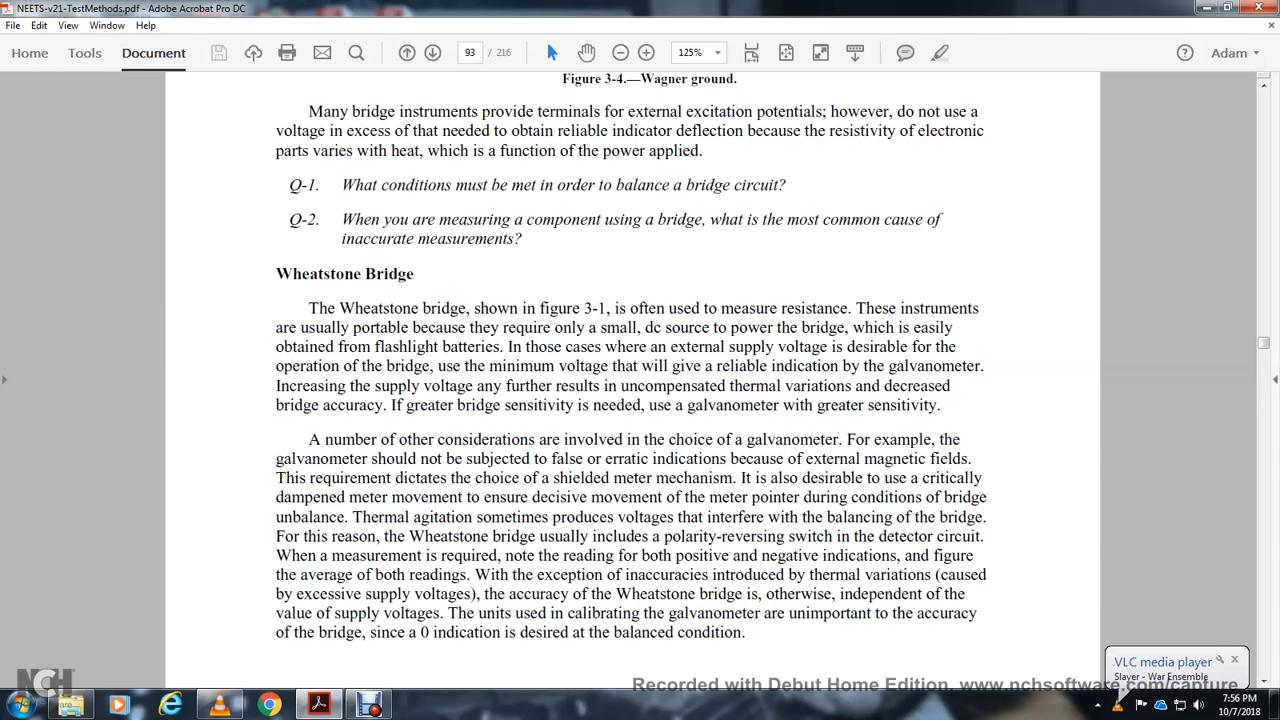 NEETS-v21-TestMethods.pdf - Adobe Acrobat Pro DC
File Edit View Window Help
Home Tools Document 93 / 216 125% Adam
Figure 3-4.—Wagner ground.
Many bridge instruments provide terminals for external excitation potentials; however, do not use a
voltage in excess of that needed to obtain reliable indicator deflection because the resistivity of electronic
parts varies with heat, which is a function of the power applied.
Q-1. What conditions must be met in order to balance a bridge circuit?
Q-2. When you are measuring a component using a bridge, what is the most common cause of
inaccurate measurements?
Wheatstone Bridge
The Wheatstone bridge, shown in figure 3-1, is often used to measure resistance. These instruments
are usually portable because they require only a small, dc source to power the bridge, which is easily
obtained from flashlight batteries. In those cases where an external supply voltage is desirable for the
operation of the bridge, use the minimum voltage that will give a reliable indication by the galvanometer.
Increasing the supply voltage any further results in uncompensated thermal variations and decreased
bridge accuracy. If greater bridge sensitivity is needed, use a galvanometer with greater sensitivity.
A number of other considerations are involved in the choice of a galvanometer. For example, the
galvanometer should not be subjected to false or erratic indications because of external magnetic fields.
This requirement dictates the choice of a shielded meter mechanism. It is also desirable to use a critically
dampened meter movement to ensure decisive movement of the meter pointer during conditions of bridge
unbalance. Thermal agitation sometimes produces voltages that interfere with the balancing of the bridge.
For this reason, the Wheatstone bridge usually includes a polarity-reversing switch in the detector circuit.
When a measurement is required, note the reading for both positive and negative indications, and figure
the average of both readings. With the exception of inaccuracies introduced by thermal variations (caused
by excessive supply voltages), the accuracy of the Wheatstone bridge is, otherwise, independent of the
value of supply voltages. The units used in calibrating the galvanometer are unimportant to the accuracy
of the bridge, since a 0 indication is desired at the balanced condition.
VLC media player
Slayer - War Ensemble
NCH
Recorded with Debut Home Edition. www.nchsoftware.com/capture
7:56 PM
10/7/2018